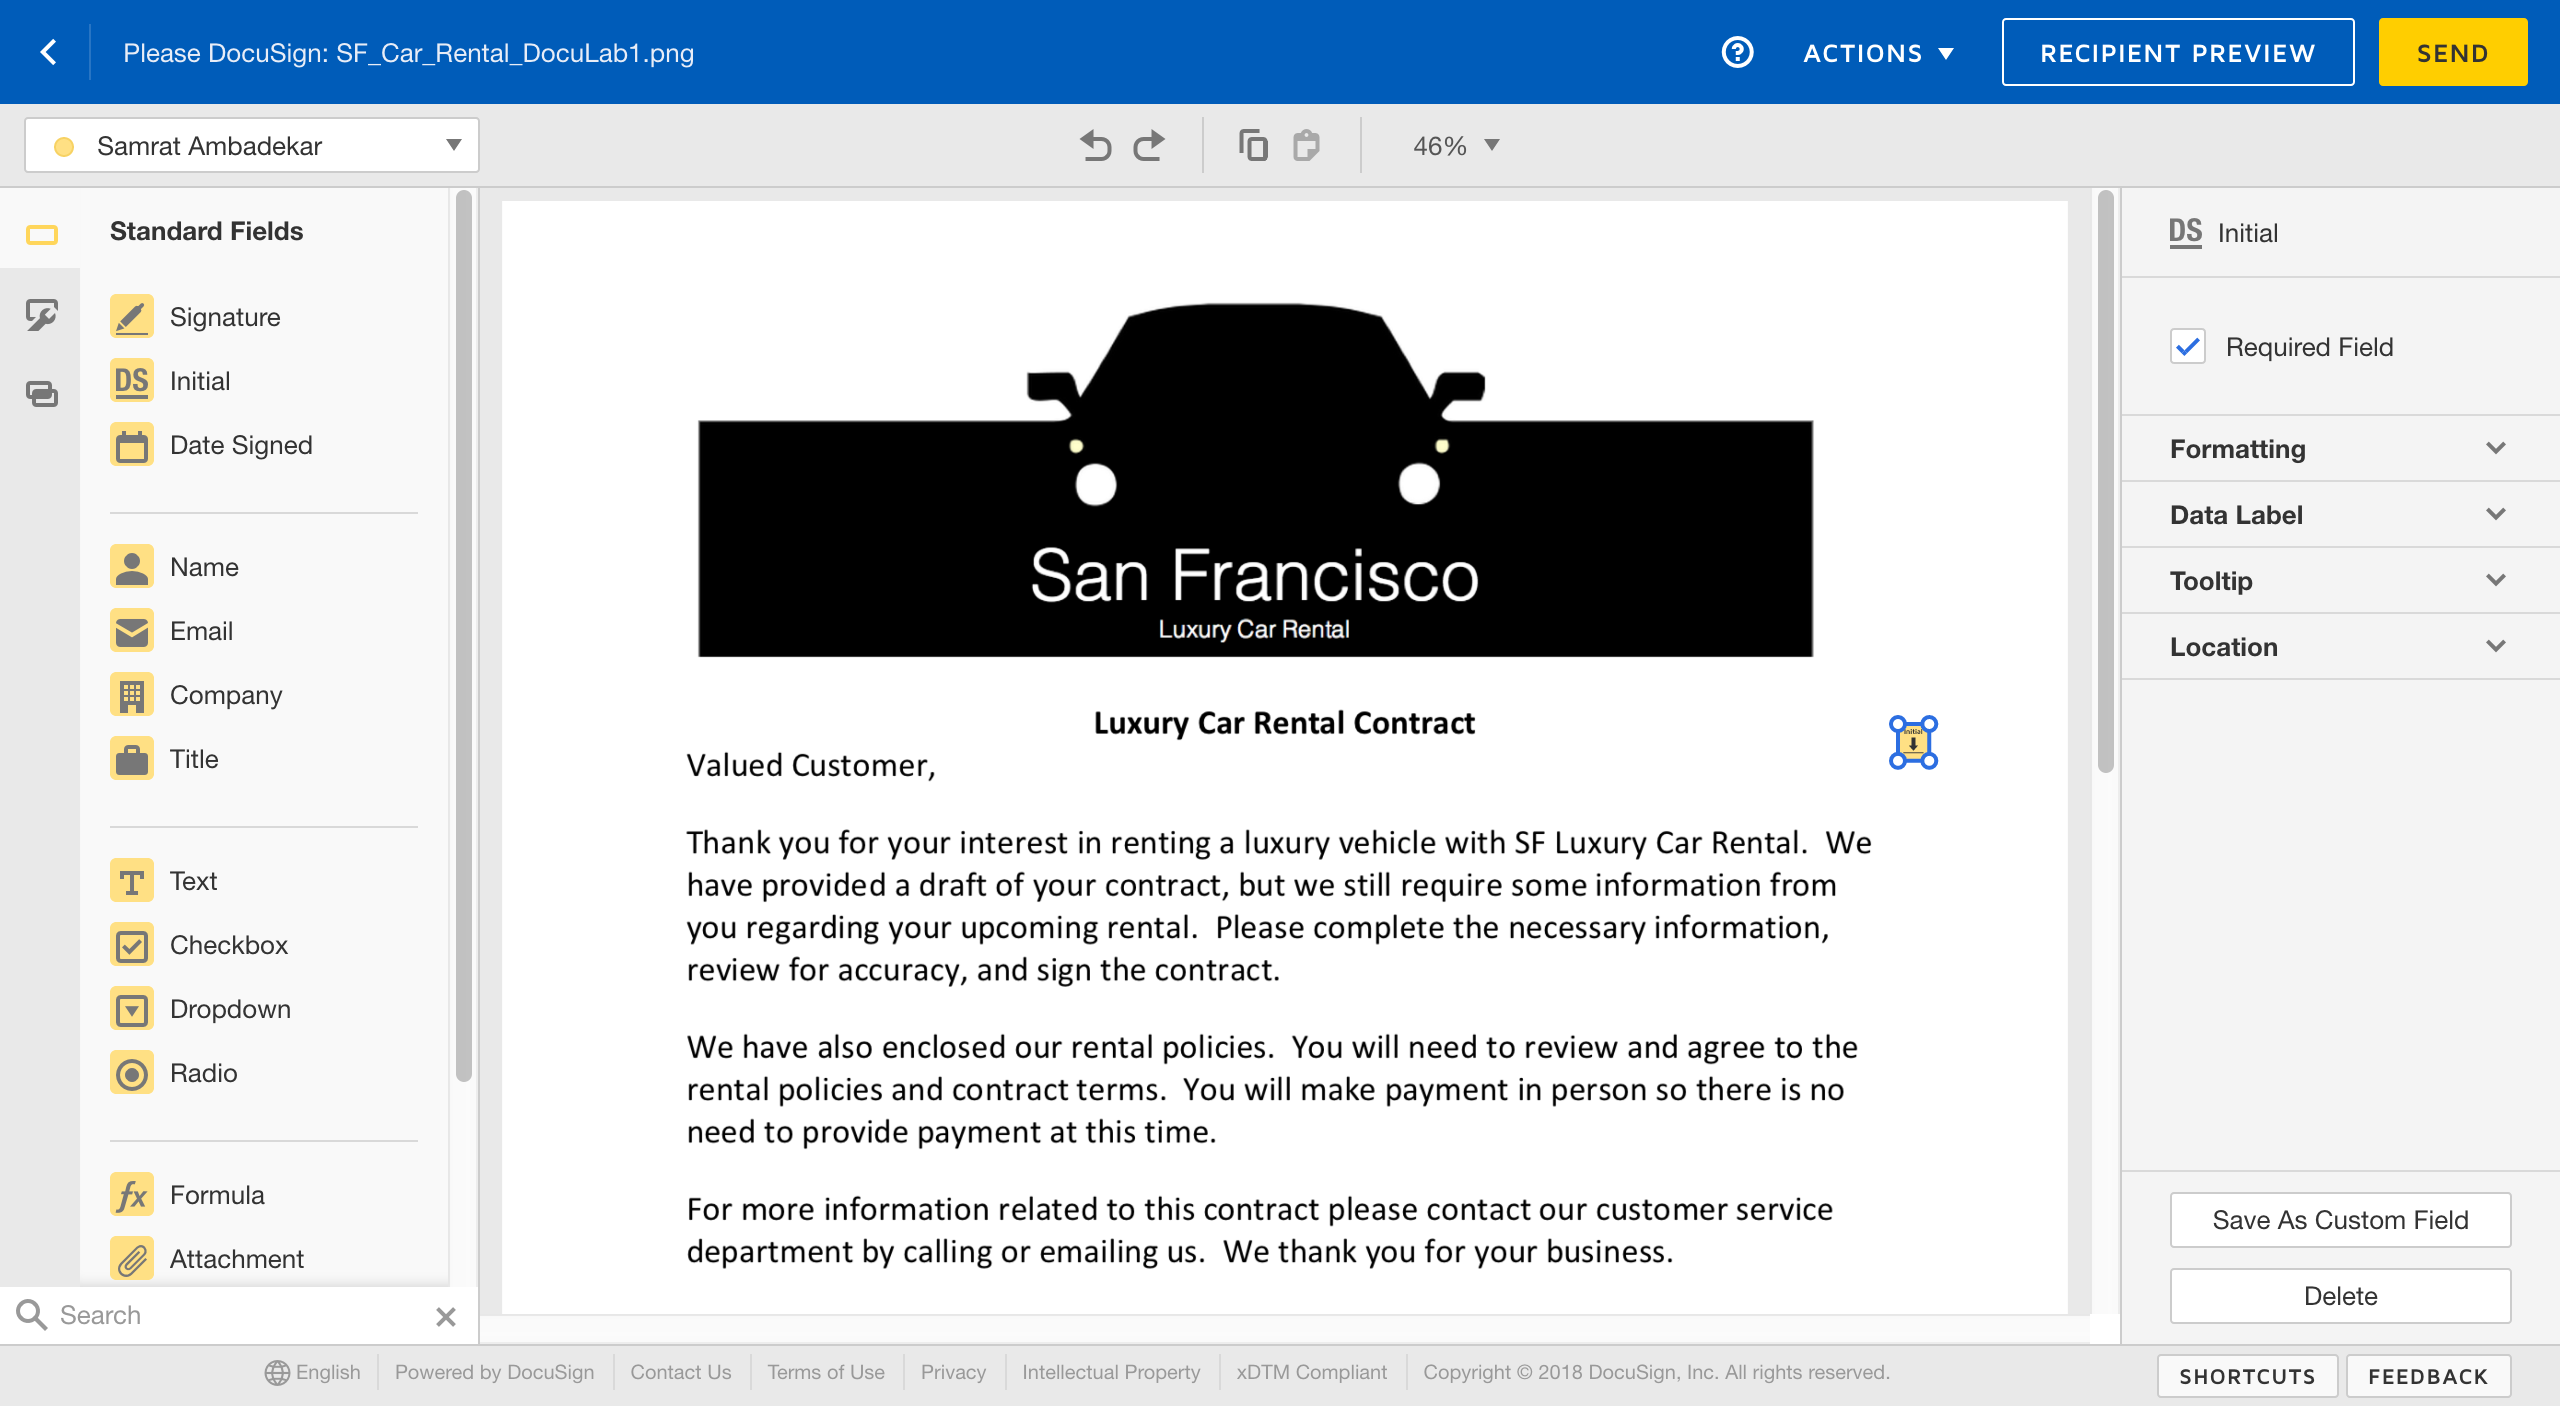 Please DocuSign: SF_Car_Rental_DocuLab1.png
ACTIONS
RECIPIENT PREVIEW
SEND
Samrat Ambadekar
46%
Standard Fields
Signature
DS Initial
Date Signed
Name
Email
Company
Title
T Text
Checkbox
Dropdown
Radio
fx Formula
Attachment
Search
San Francisco
Luxury Car Rental
Luxury Car Rental Contract
Initial
Valued Customer,
Thank you for your interest in renting a luxury vehicle with SF Luxury Car Rental. We
have provided a draft of your contract, but we still require some information from
you regarding your upcoming rental. Please complete the necessary information,
review for accuracy, and sign the contract.
We have also enclosed our rental policies. You will need to review and agree to the
rental policies and contract terms. You will make payment in person so there is no
need to provide payment at this time.
For more information related to this contract please contact our customer service
department by calling or emailing us. We thank you for your business.
DS Initial
Required Field
Formatting
Data Label
Tooltip
Location
Save As Custom Field
Delete
English
Powered by DocuSign
Contact Us
Terms of Use
Privacy
Intellectual Property
xDTM Compliant
Copyright © 2018 DocuSign, Inc. All rights reserved.
SHORTCUTS
FEEDBACK